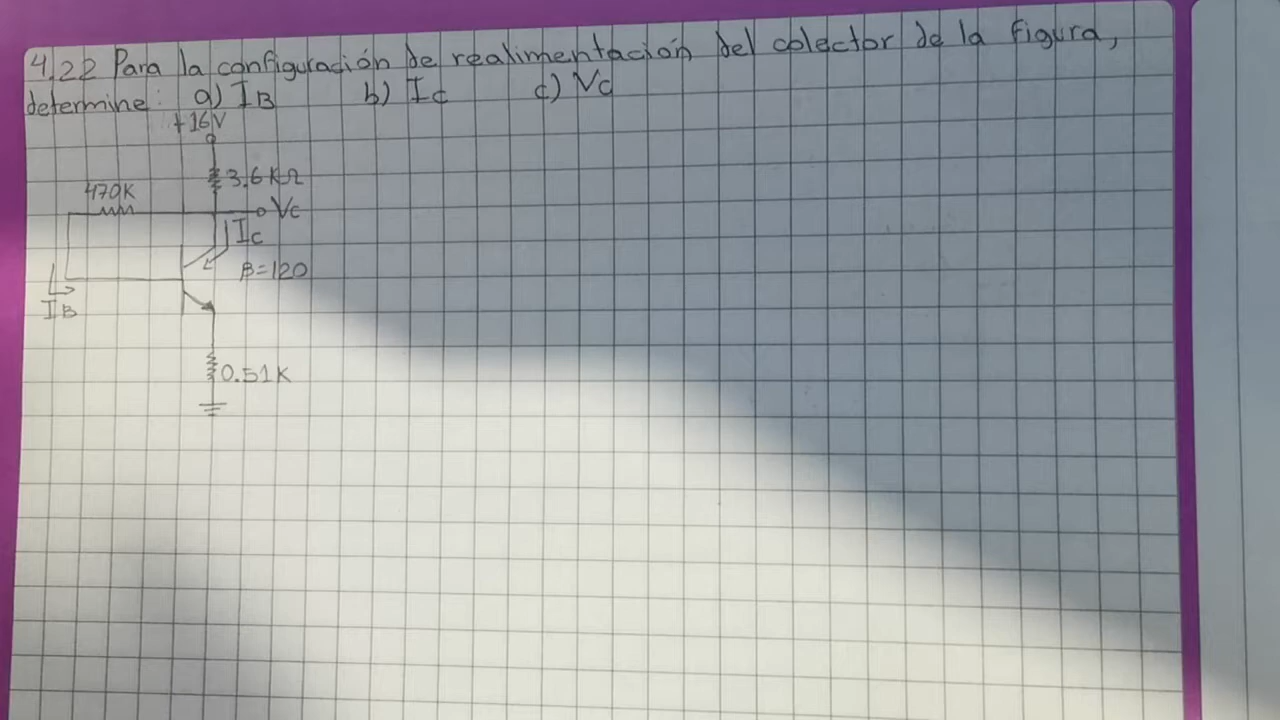 4.22 Para la configuración de realimentación del colector de la figura,
determine: a) IB b) Ic c) Vc
+16V
3.6KΩ
470K
Vc
Ic
β=120
IB
0.51K